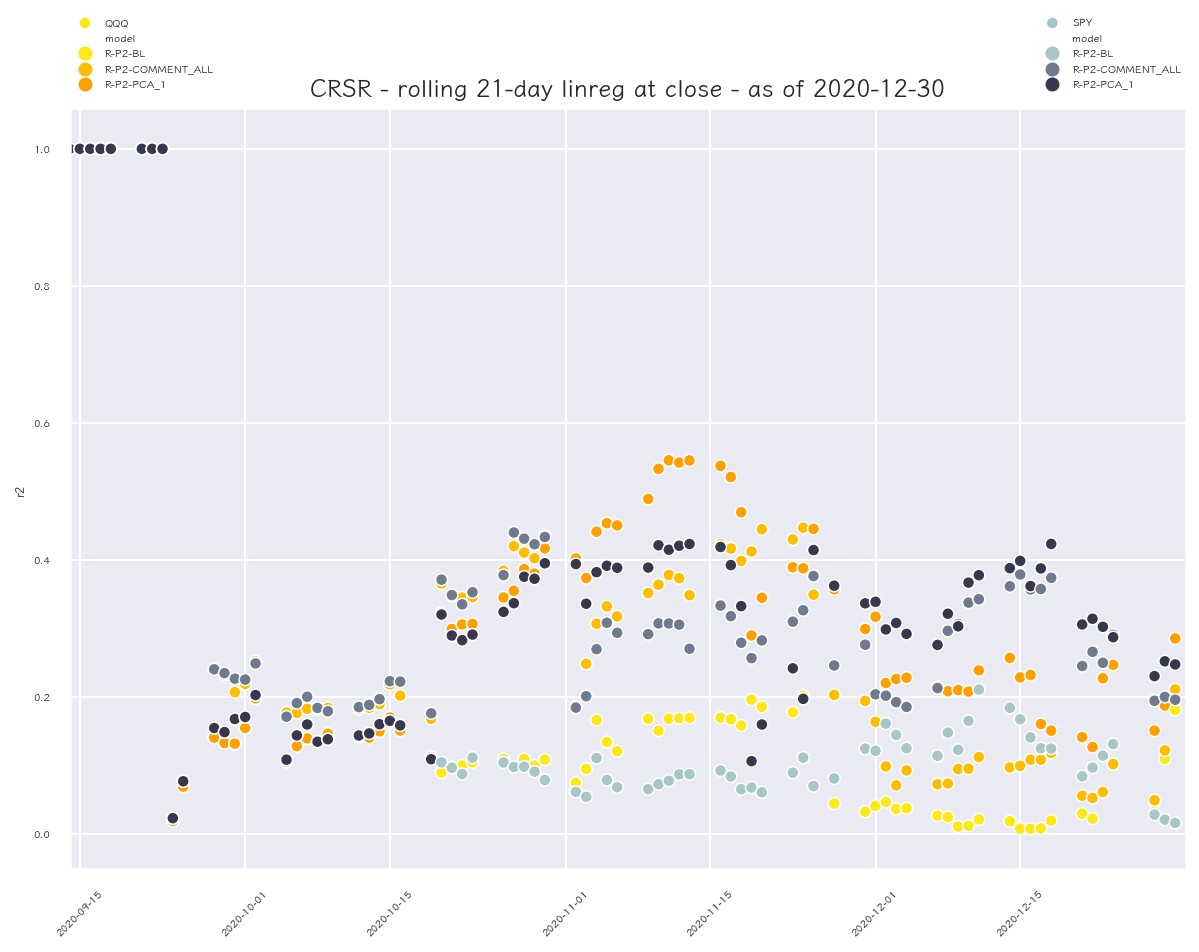 QQQ
model
R-P2-BL
R-P2-COMMENT_ALL
R-P2-PCA_1
SPY
model
R-P2-BL
R-P2-COMMENT_ALL
R-P2-PCA_1
CRSR - rolling 21-day linreg at close - as of 2020-12-30
1.0
0.8
0.6
0.4
0.2
0.0
r2
2020-09-15
2020-10-01
2020-10-15
2020-11-01
2020-11-15
2020-12-01
2020-12-15